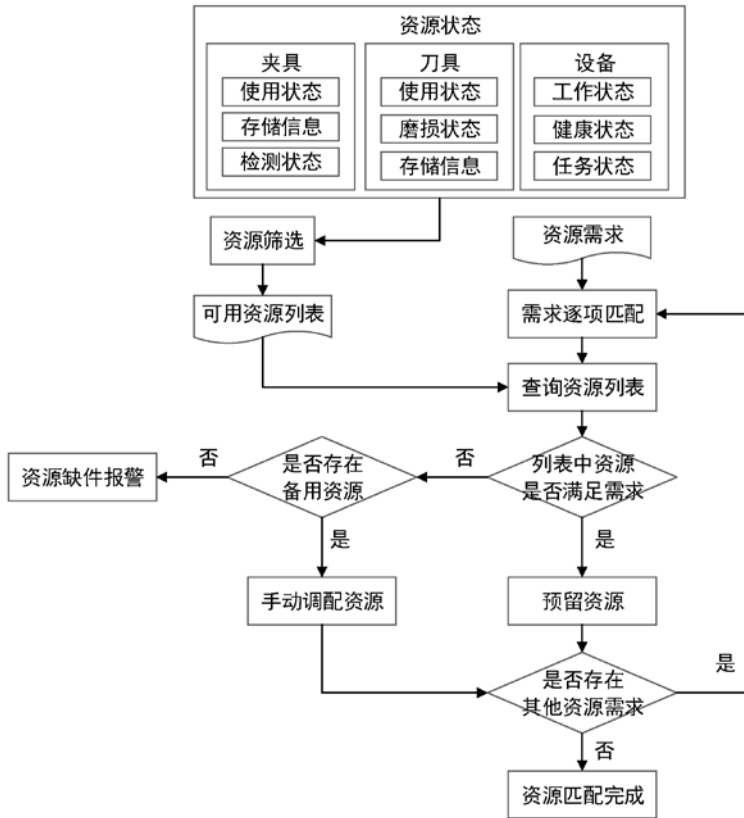 资源状态
夹具
使用状态
存储信息
检测状态
刀具
使用状态
磨损状态
存储信息
设备
工作状态
健康状态
任务状态
资源筛选
资源需求
可用资源列表
需求逐项匹配
查询资源列表
列表中资源
是否满足需求
否
是否存在
备用资源
否
资源缺件报警
是
是
手动调配资源
预留资源
是否存在
其他资源需求
是
否
资源匹配完成